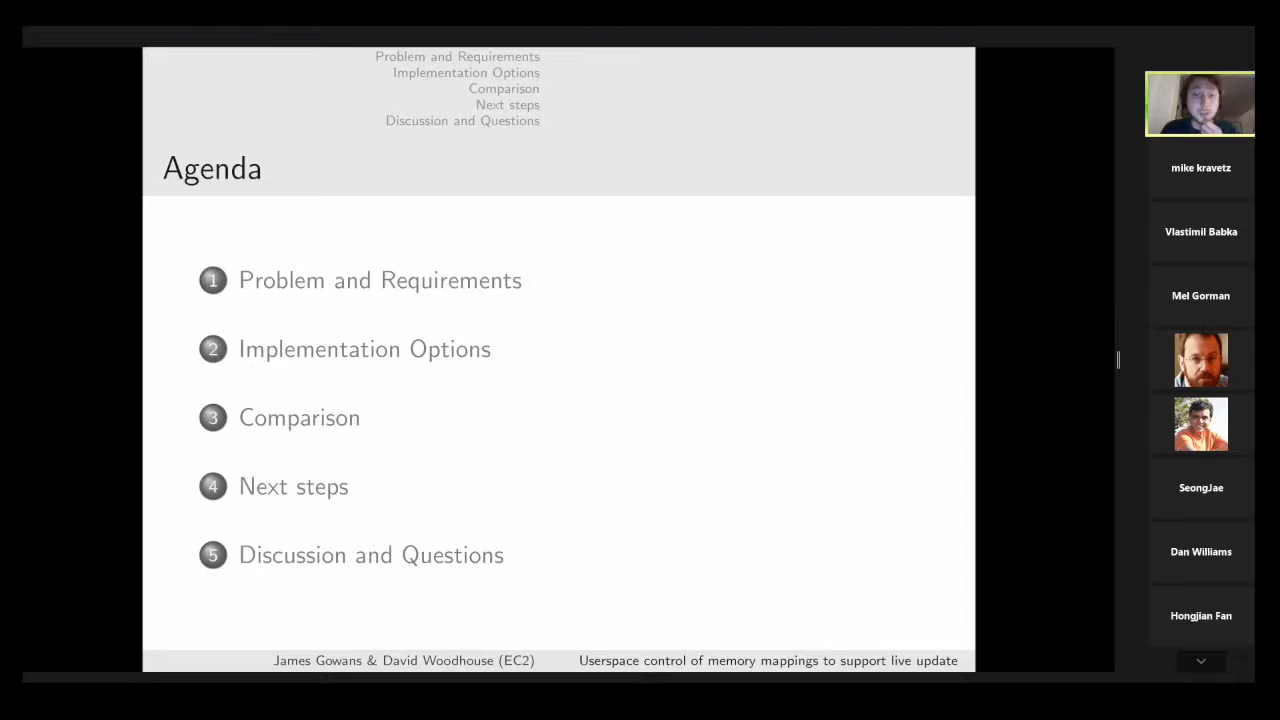 Problem and Requirements
Implementation Options
Comparison
Next steps
Discussion and Questions
Agenda
1 Problem and Requirements
2 Implementation Options
3 Comparison
4 Next steps
5 Discussion and Questions
James Gowans & David Woodhouse (EC2) Userspace control of memory mappings to support live update
mike kravetz
Vlastimil Babka
Mel Gorman
SeongJae
Dan Williams
Hongjian Fan